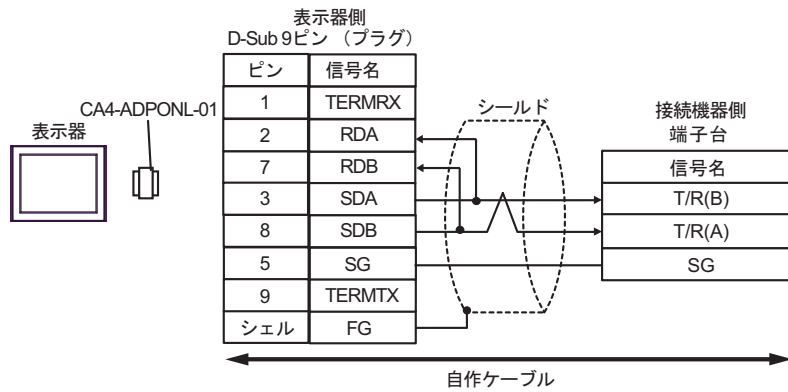 表示器側
D-Sub 9ピン （プラグ）
ピン 信号名
1 TERMRX
2 RDA
7 RDB
3 SDA
8 SDB
5 SG
9 TERMTX
シェル FG
CA4-ADPONL-01
表示器
シールド
接続機器側
端子台
信号名
T/R(B)
T/R(A)
SG
自作ケーブル